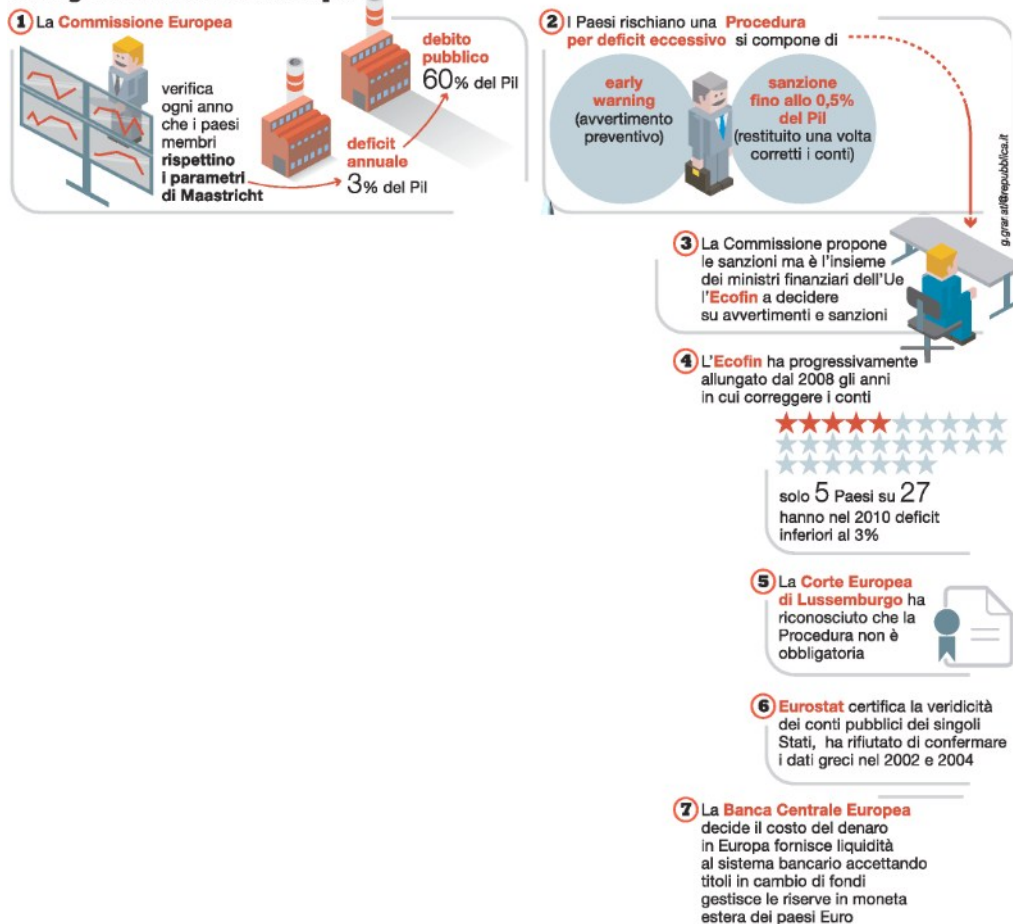 1 La Commissione Europea
verifica
ogni anno
che i paesi
membri
rispettino
i parametri
di Maastricht
deficit
annuale
3% del Pil
debito
pubblico
60% del Pil
2 I Paesi rischiano una Procedura
per deficit eccessivo si compone di
early
warning
(avvertimento
preventivo)
sanzione
fino allo 0,5%
del Pil
(restituito una volta
corretti i conti)
3 La Commissione propone
le sanzioni ma è l'insieme
dei ministri finanziari dell'Ue
l'Ecofin a decidere
su avvertimenti e sanzioni
4 L'Ecofin ha progressivamente
allungato dal 2008 gli anni
in cui correggere i conti
solo 5 Paesi su 27
hanno nel 2010 deficit
inferiori al 3%
5 La Corte Europea
di Lussemburgo ha
riconosciuto che la
Procedura non è
obbligatoria
6 Eurostat certifica la veridicità
dei conti pubblici dei singoli
Stati, ha rifiutato di confermare
i dati greci nel 2002 e 2004
7 La Banca Centrale Europea
decide il costo del denaro
in Europa fornisce liquidità
al sistema bancario accettando
titoli in cambio di fondi
gestisce le riserve in moneta
estera dei paesi Euro